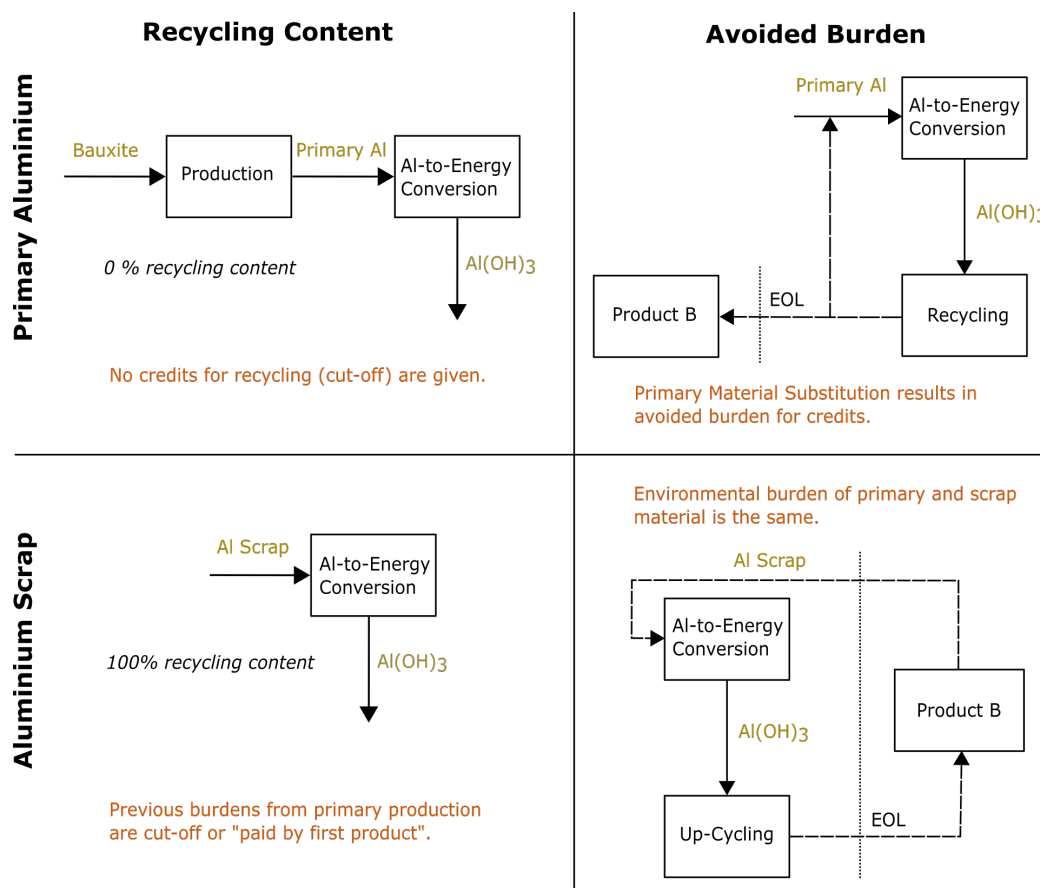 Recycling Content
Avoided Burden
Primary Aluminium
Bauxite
Production
Primary Al
Al-to-Energy
Conversion
Al(OH)3
0 % recycling content
No credits for recycling (cut-off) are given.
Primary Al
Al-to-Energy
Conversion
Al(OH)3
Product B
EOL
Recycling
Primary Material Substitution results in
avoided burden for credits.
Aluminium Scrap
Al Scrap
Al-to-Energy
Conversion
100% recycling content
Al(OH)3
Previous burdens from primary production
are cut-off or "paid by first product".
Environmental burden of primary and scrap
material is the same.
Al Scrap
Al-to-Energy
Conversion
Product B
Al(OH)3
Up-Cycling
EOL